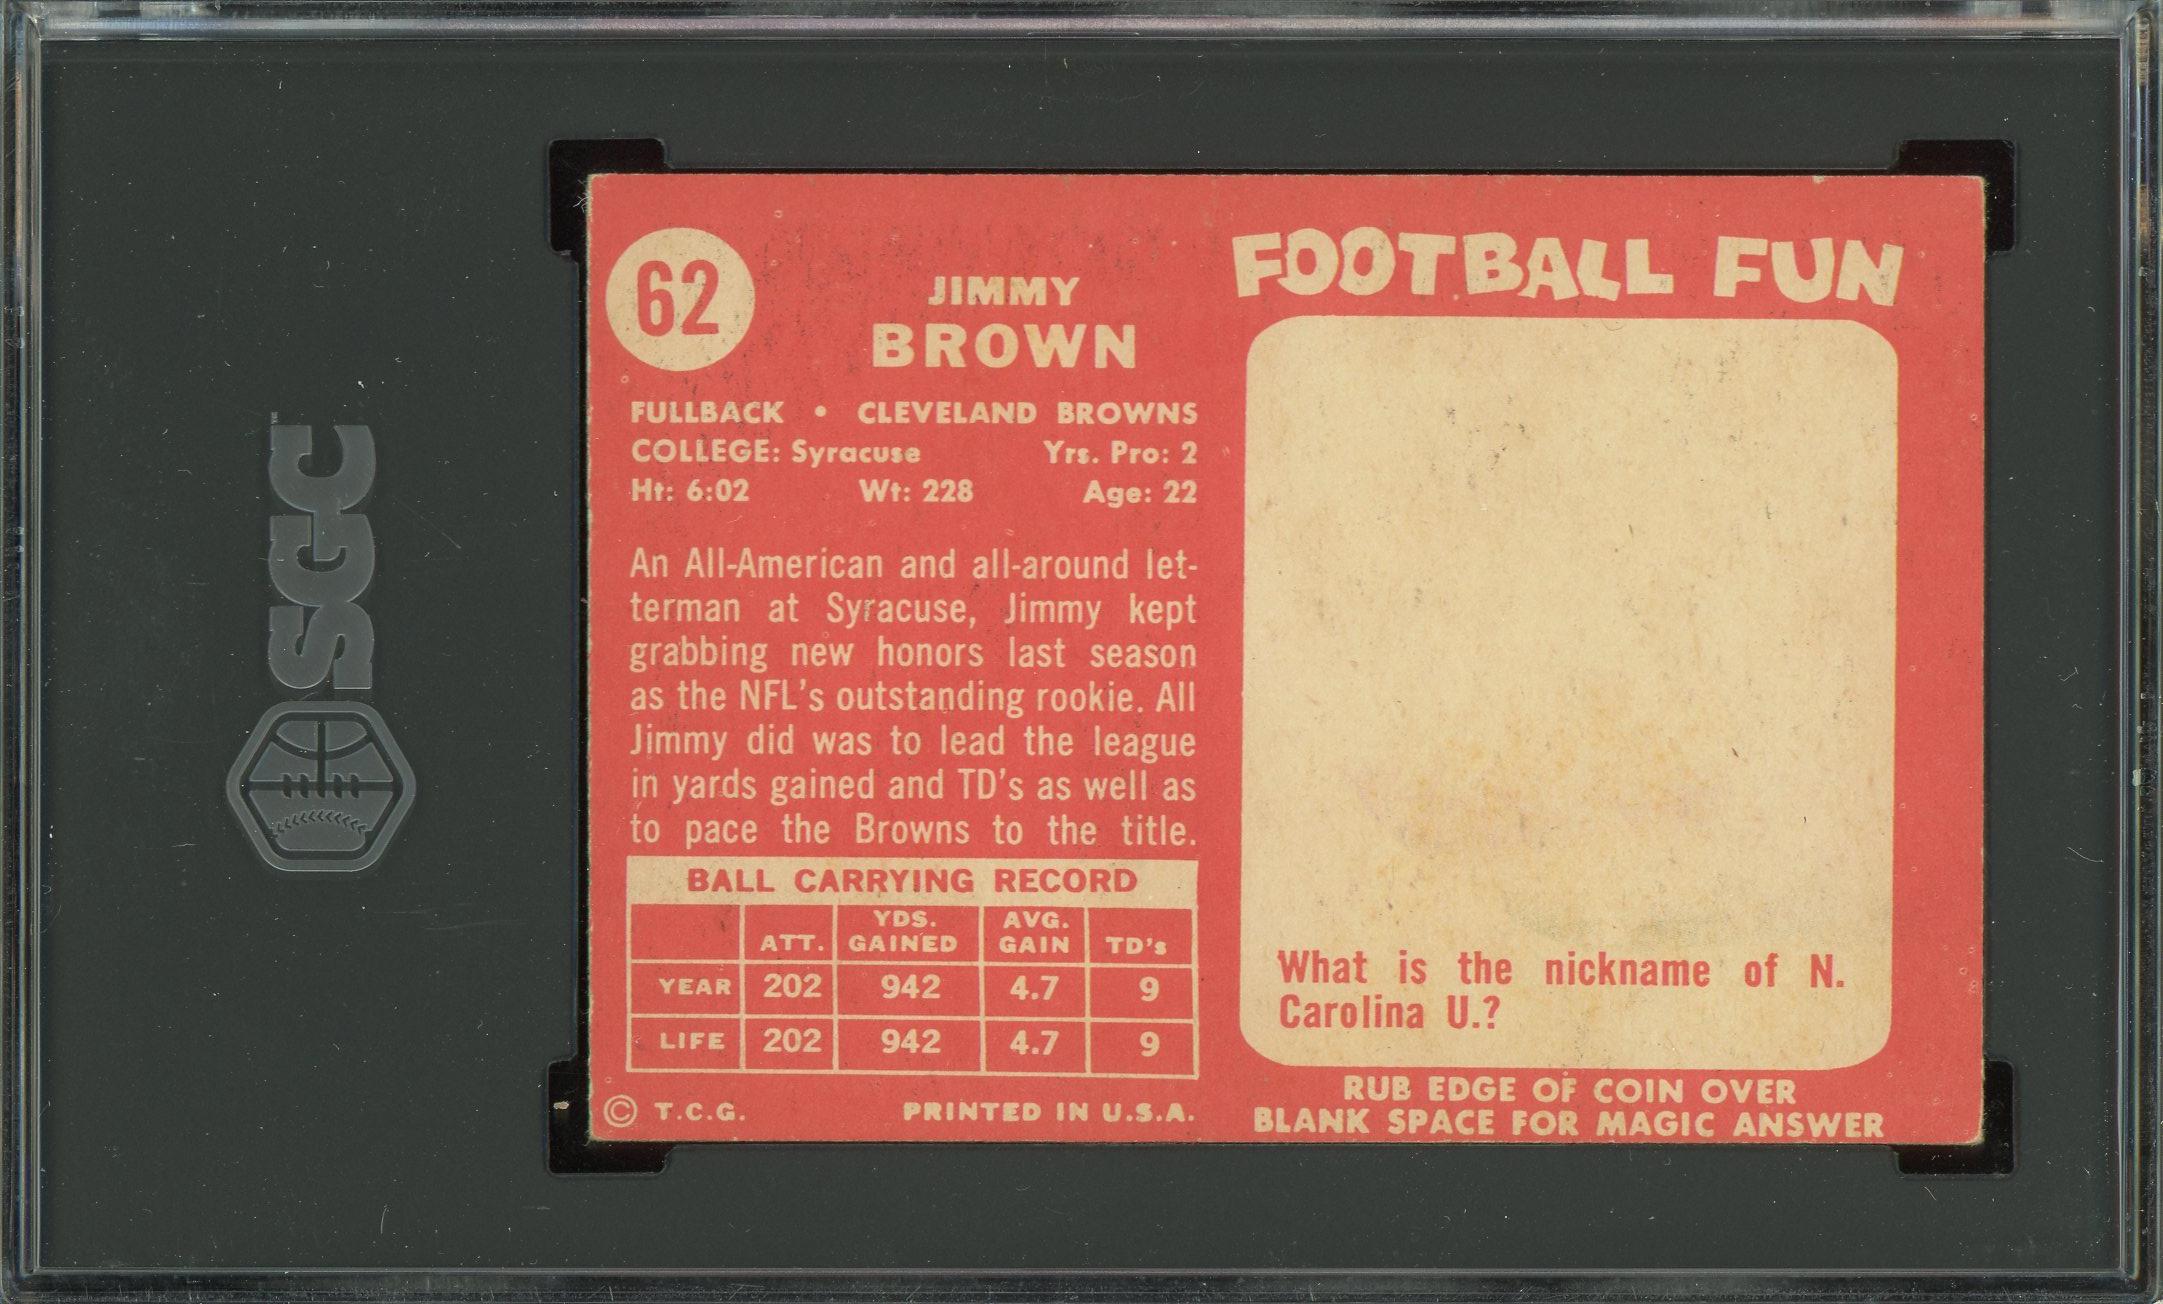 SGC
62
JIMMY
BROWN
FULLBACK • CLEVELAND BROWNS
COLLEGE: Syracuse Yrs. Pro: 2
Ht: 6:02 Wt: 228 Age: 22
An All-American and all-around let-
terman at Syracuse, Jimmy kept
grabbing new honors last season
as the NFL's outstanding rookie. All
Jimmy did was to lead the league
in yards gained and TD's as well as
to pace the Browns to the title.
BALL CARRYING RECORD
ATT. YDS. GAINED AVG. GAIN TD's
YEAR 202 942 4.7 9
LIFE 202 942 4.7 9
© T.C.G. PRINTED IN U.S.A.
FOOTBALL FUN
What is the nickname of N.
Carolina U.?
RUB EDGE OF COIN OVER
BLANK SPACE FOR MAGIC ANSWER